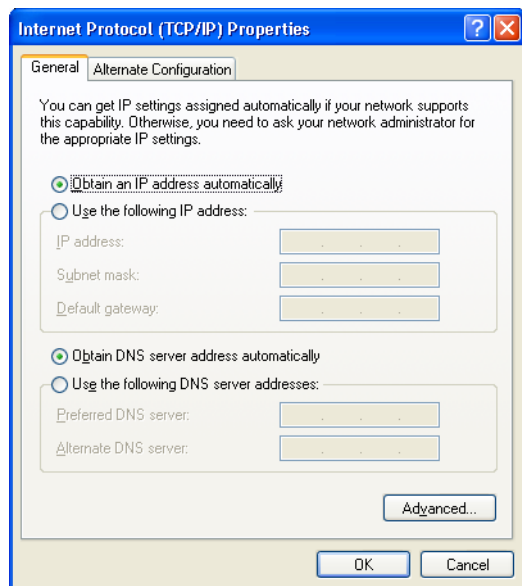 Internet Protocol (TCP/IP) Properties
General
Alternate Configuration
You can get IP settings assigned automatically if your network supports
this capability. Otherwise, you need to ask your network administrator for
the appropriate IP settings.
Obtain an IP address automatically
Use the following IP address:
IP address:
Subnet mask:
Default gateway:
Obtain DNS server address automatically
Use the following DNS server addresses:
Preferred DNS server:
Alternate DNS server:
Advanced...
OK
Cancel